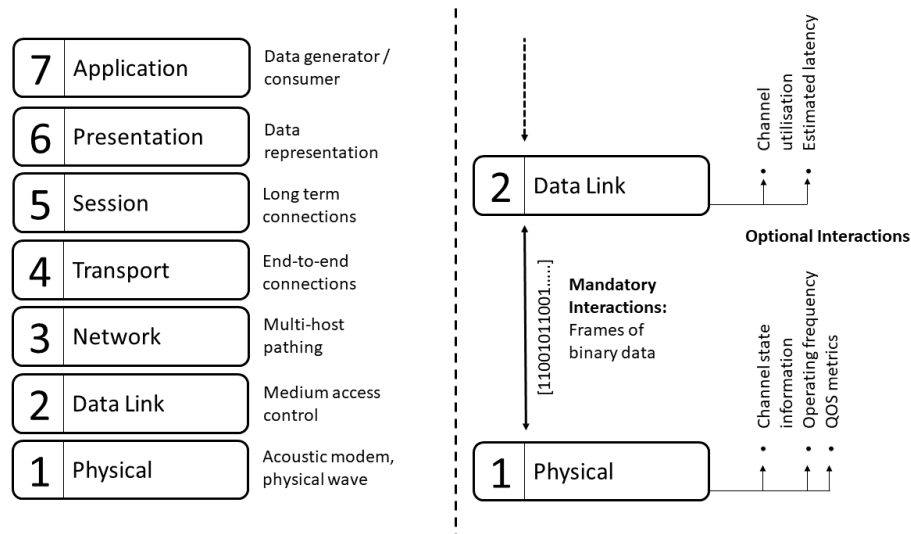 7 Application
Data generator /
consumer
6 Presentation
Data
representation
5 Session
Long term
connections
4 Transport
End-to-end
connections
3 Network
Multi-host
pathing
2 Data Link
Medium access
control
1 Physical
Acoustic modem,
physical wave
• Channel
utilisation
• Estimated latency
2 Data Link
Optional Interactions
[11001011001.....]
Mandatory
Interactions:
Frames of
binary data
• Channel state
information
• Operating frequency
• QOS metrics
1 Physical